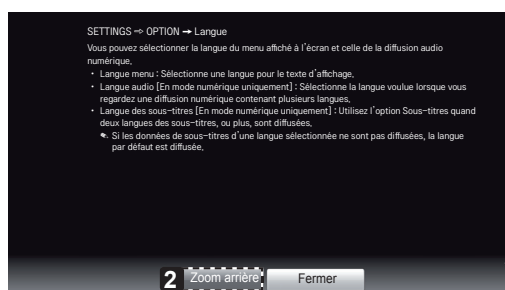 SETTINGS ⇨ OPTION ➙ Langue
Vous pouvez sélectionner la langue du menu affiché à l'écran et celle de la diffusion audio
numérique.
• Langue menu : Sélectionne une langue pour le texte d'affichage.
• Langue audio [En mode numérique uniquement] : Sélectionne la langue voulue lorsque vous
regardez une diffusion numérique contenant plusieurs langues.
• Langue des sous-titres [En mode numérique uniquement] : Utilisez l'option Sous-titres quand
deux langues des sous-titres, ou plus, sont diffusées.
✎ Si les données de sous-titres d'une langue sélectionnée ne sont pas diffusées, la langue
par défaut est diffusée.
2 Zoom arrière Fermer